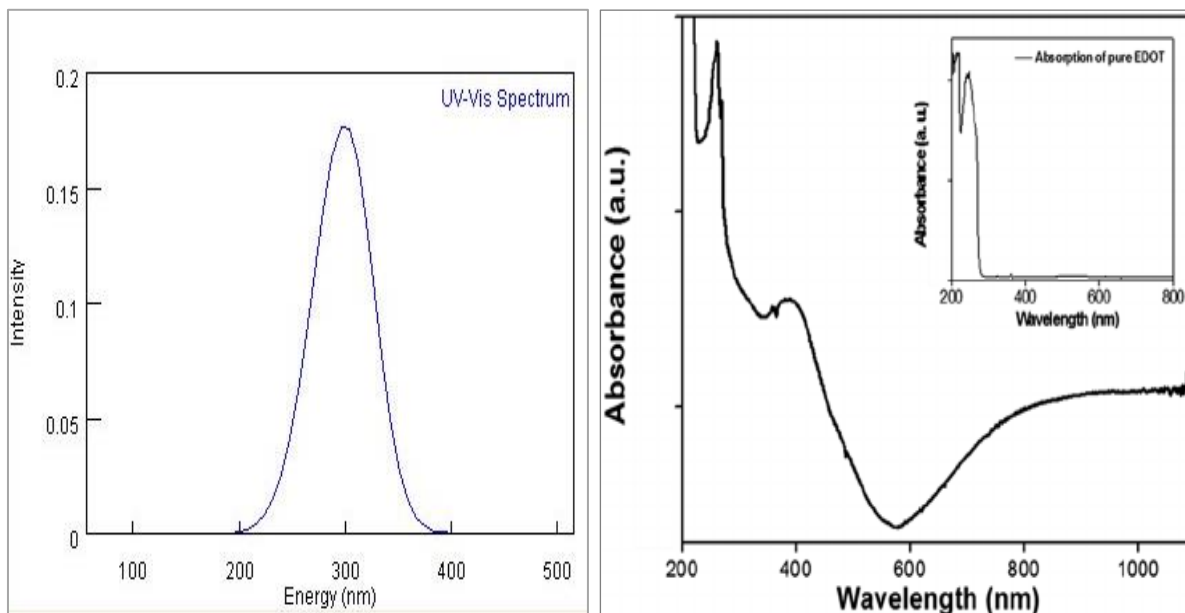 0.2
UV-Vis Spectrum
0.15
0.1
0.05
0
Intensity
100 200 300 400 500
Energy (nm)
Absorbance (a.u.)
200 400 600 800 1000
Wavelength (nm)
Absorption of pure EDOT
Absorbance (a. u.)
200 400 600 800
Wavelength (nm)